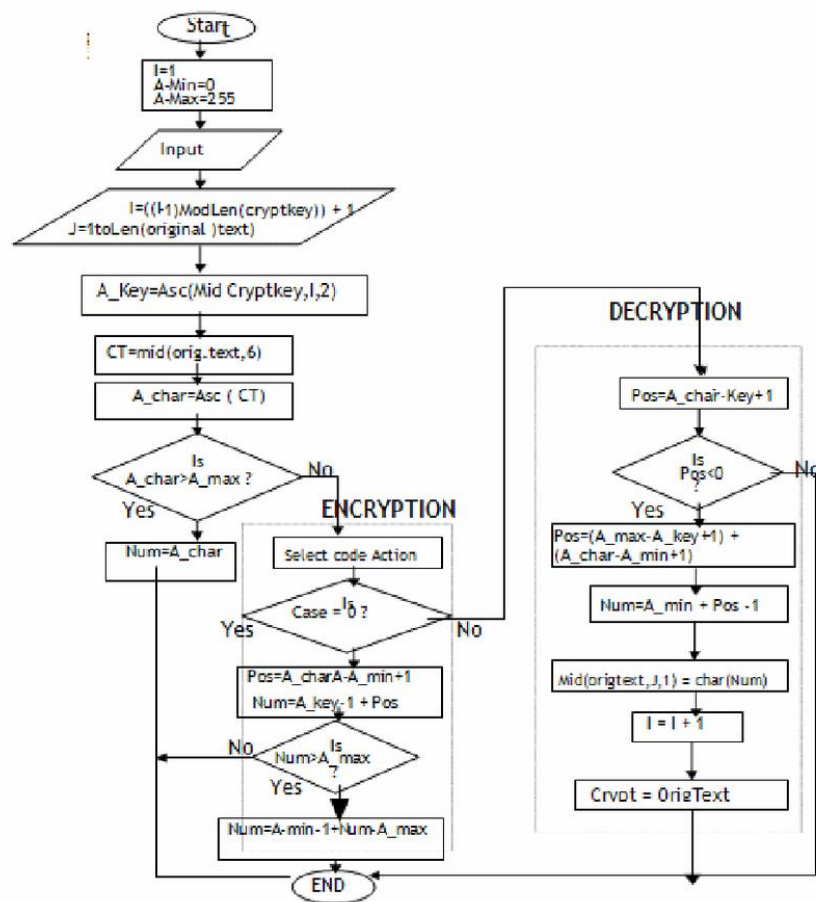 Start
I=1
A-Min=0
A-Max=255
Input
I=((I-1)ModLen(cryptkey)) + 1
J=1toLen(original )text)
A_Key=Asc(Mid Cryptkey,I,2)
CT=mid(orig.text,6)
A_char=Asc ( CT)
Is
A_char>A_max ?
No
Yes
Num=A_char
ENCRYPTION
Select code Action
Is
Case = 0 ?
Yes
No
Pos=A_charA-A_min+1
Num=A_key-1 + Pos
Is
Num>A_max
?
No
Yes
Num=A-min-1+Num-A_max
END
DECRYPTION
Pos=A_chair-Key+1
Is
Pos<0
?
No
Yes
Pos=(A_max-A_key+1) +
(A_char-A_min+1)
Num=A_min + Pos -1
Mid(origtext,J,1) = char(Num)
I = I + 1
Crypt = OrigText